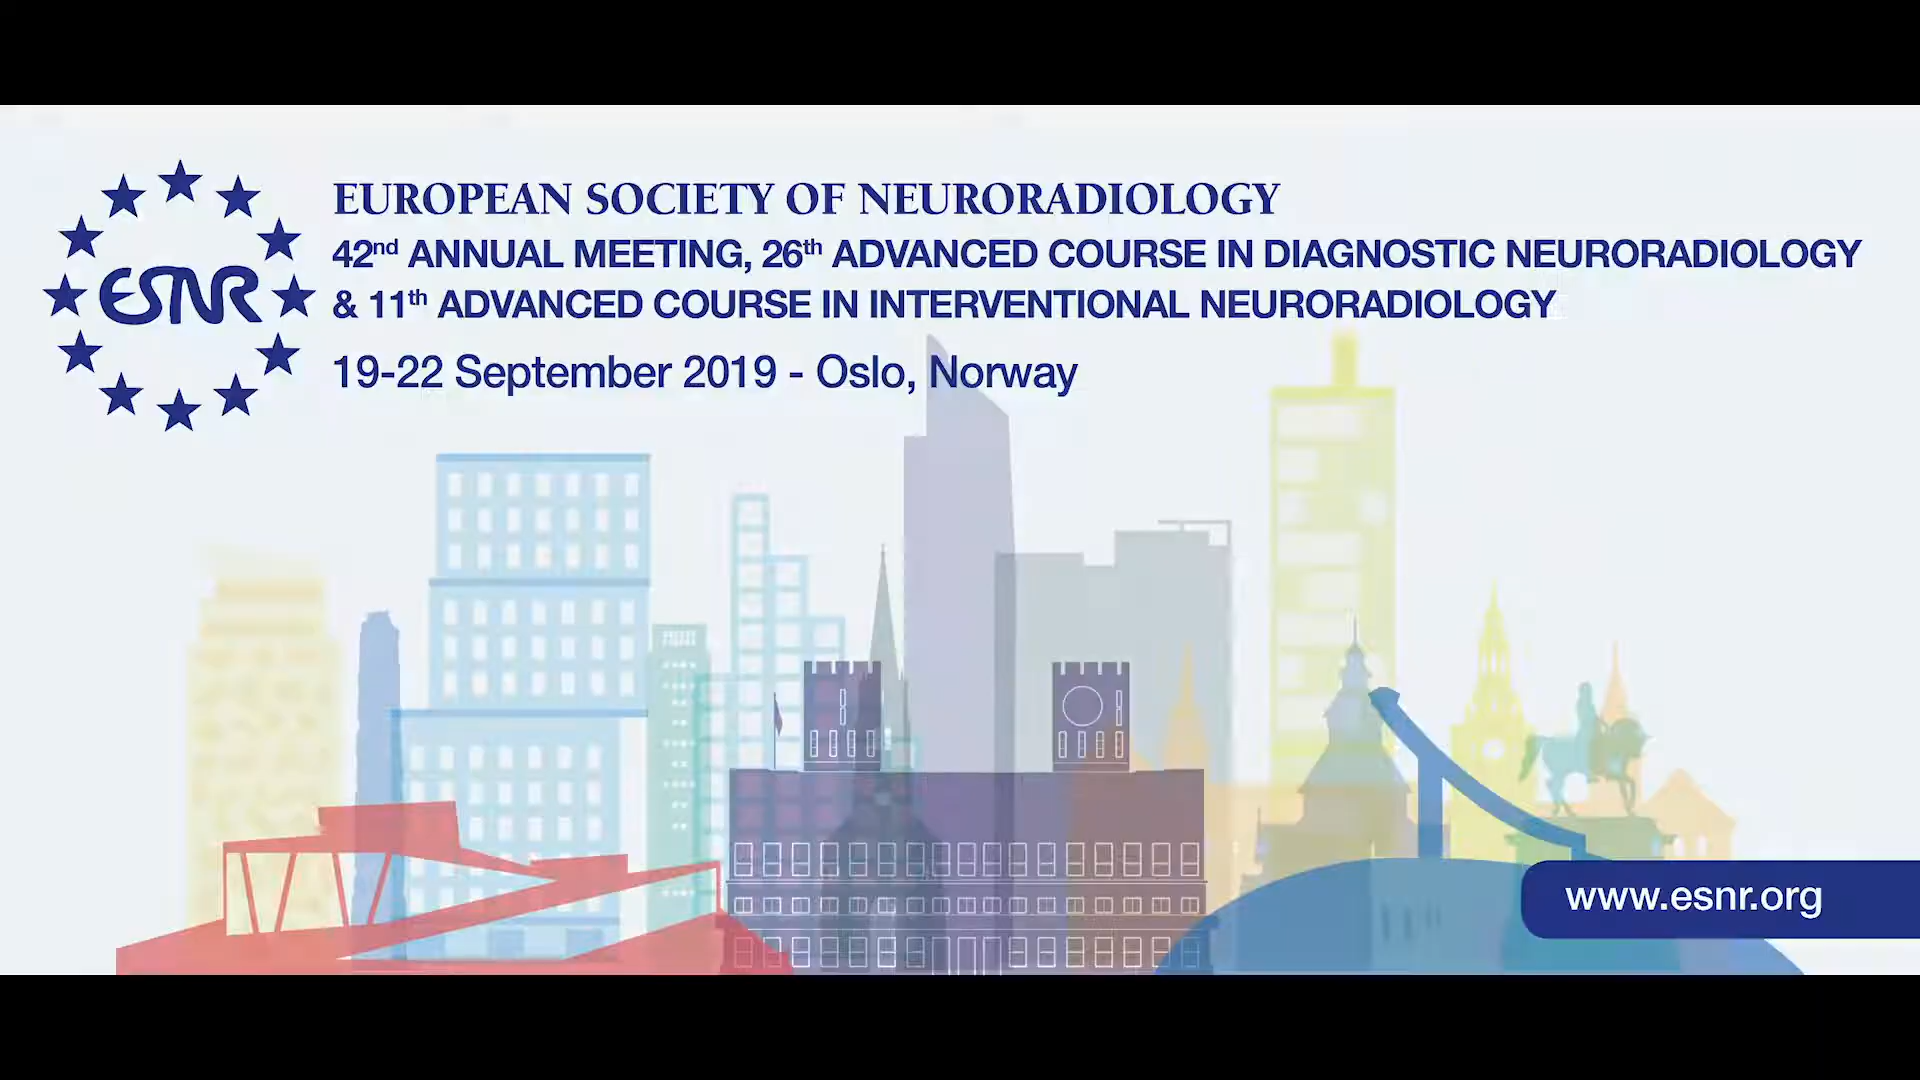 ESNR
EUROPEAN SOCIETY OF NEURORADIOLOGY
42nd ANNUAL MEETING, 26th ADVANCED COURSE IN DIAGNOSTIC NEURORADIOLOGY
& 11th ADVANCED COURSE IN INTERVENTIONAL NEURORADIOLOGY
19-22 September 2019 - Oslo, Norway
www.esnr.org